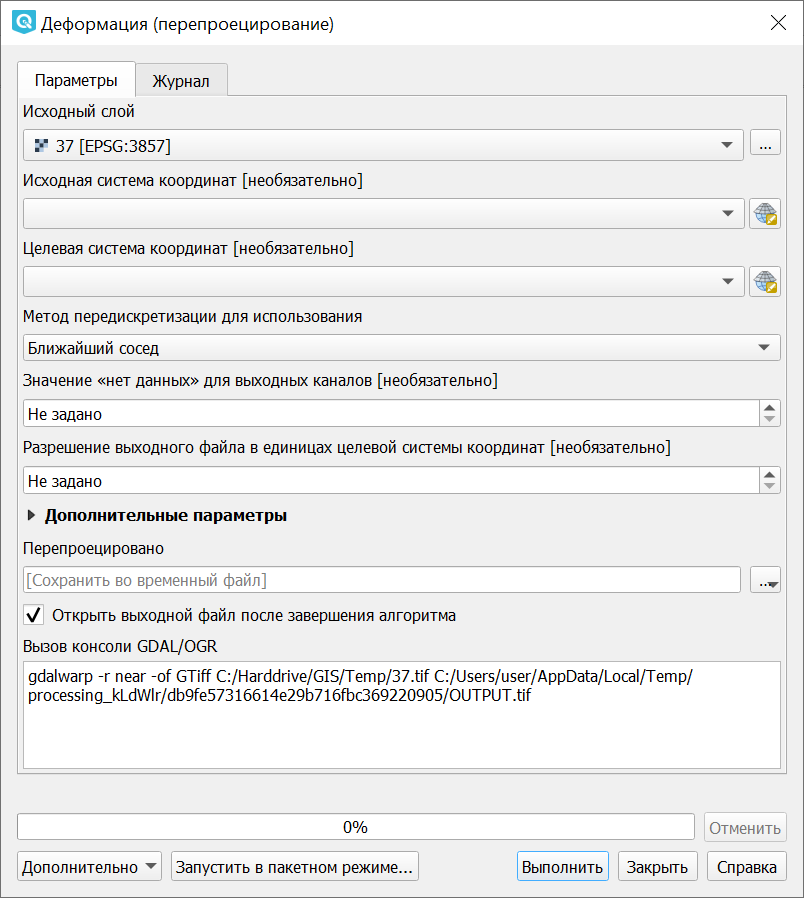 Деформация (перепроецирование)
Параметры
Журнал
Исходный слой
37 [EPSG:3857]
...
Исходная система координат [необязательно]
Целевая система координат [необязательно]
Метод передискретизации для использования
Ближайший сосед
Значение «нет данных» для выходных каналов [необязательно]
Не задано
Разрешение выходного файла в единицах целевой системы координат [необязательно]
Не задано
Дополнительные параметры
Перепроецировано
[Сохранить во временный файл]
...
Открыть выходной файл после завершения алгоритма
Вызов консоли GDAL/OGR
gdalwarp -r near -of GTiff C:/Harddrive/GIS/Temp/37.tif C:/Users/user/AppData/Local/Temp/
processing_kLdWlr/db9fe57316614e29b716fbc369220905/OUTPUT.tif
0%
Отменить
Дополнительно
Запустить в пакетном режиме...
Выполнить
Закрыть
Справка